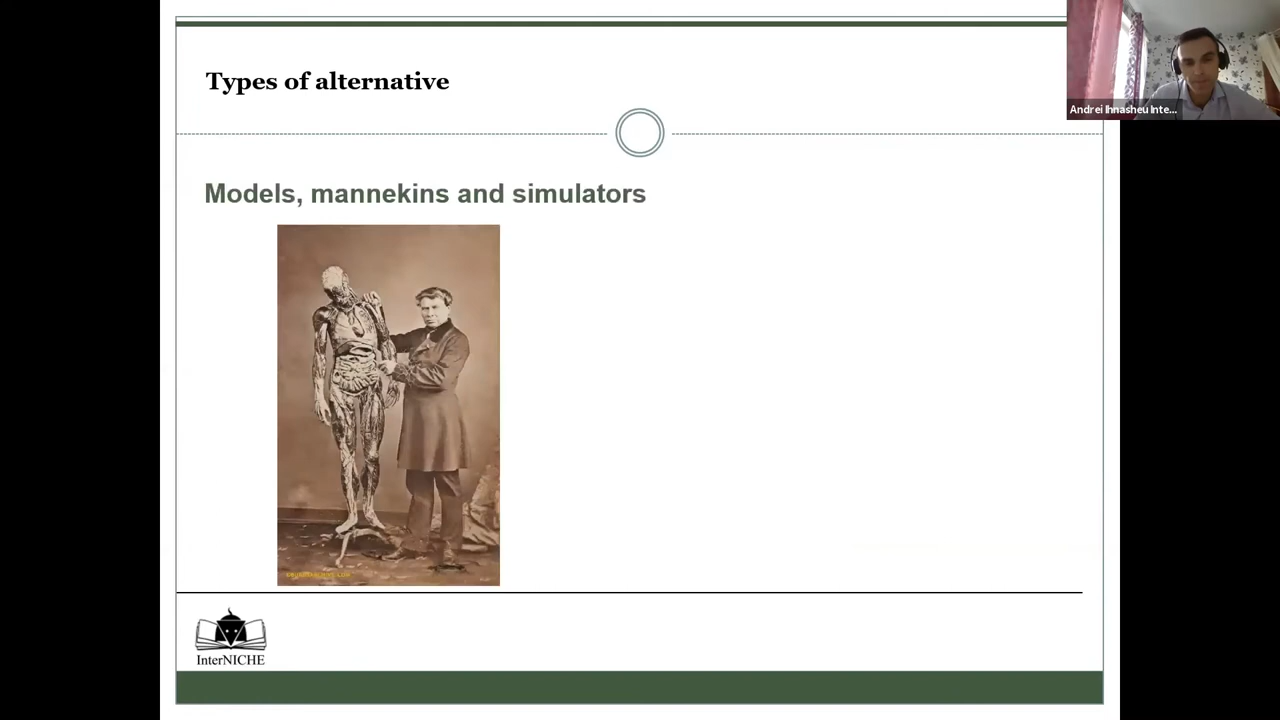 Types of alternative
Andrei Ihnasheu Inte...
Models, mannekins and simulators
InterNICHE